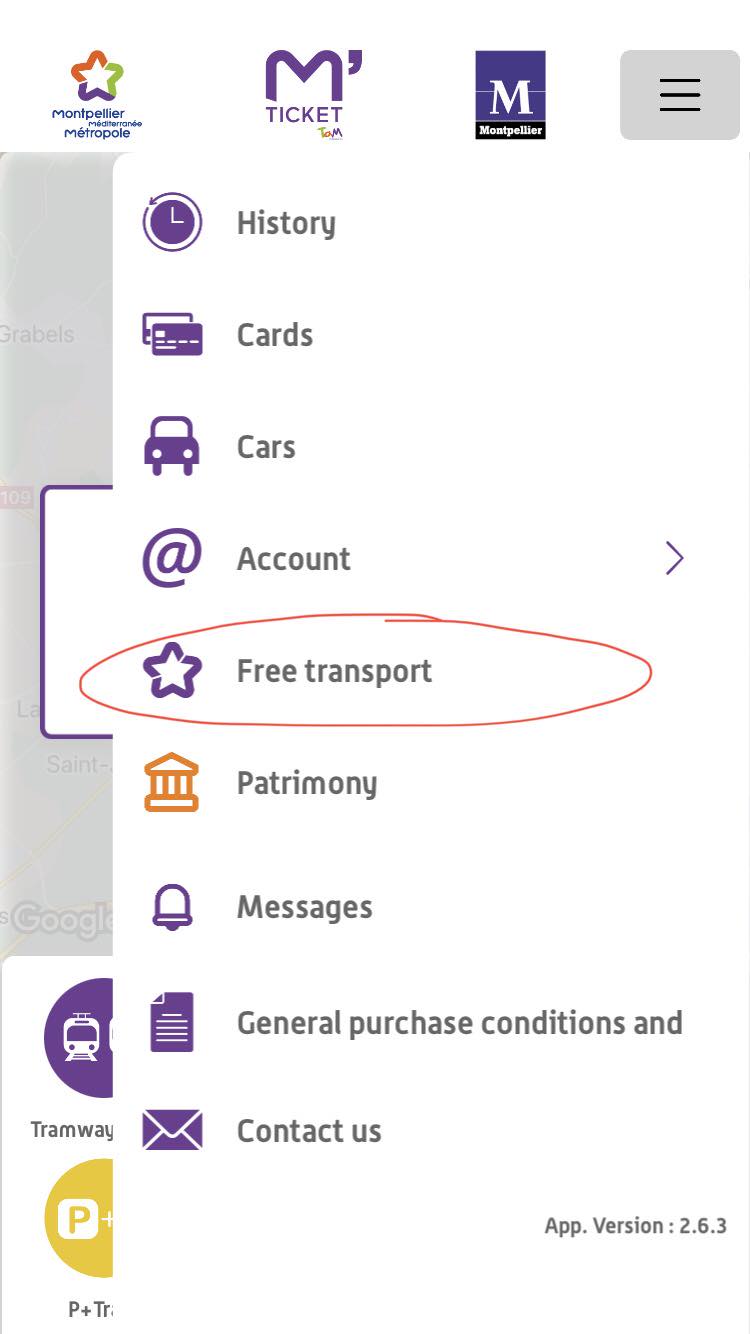 Montpellier
Méditerranée
Métropole
M'
TICKET
TaM
M
Montpellier
History
Grabels
Cards
Cars
109
@ Account
Free transport
La
Saint-
Patrimony
s Google
Messages
General purchase conditions and
Tramway
Contact us
P+
App. Version : 2.6.3
P+Tra